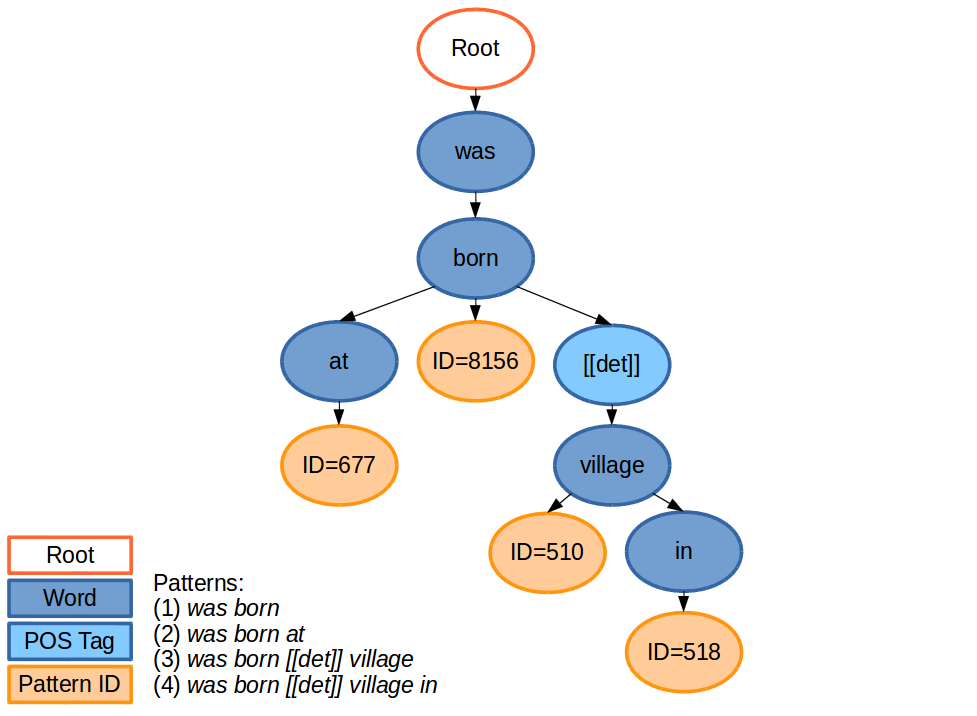 Root
was
born
at
ID=8156
[[det]]
ID=677
village
ID=510
in
ID=518
Root
Word
POS Tag
Pattern ID
Patterns:
(1) was born
(2) was born at
(3) was born [[det]] village
(4) was born [[det]] village in